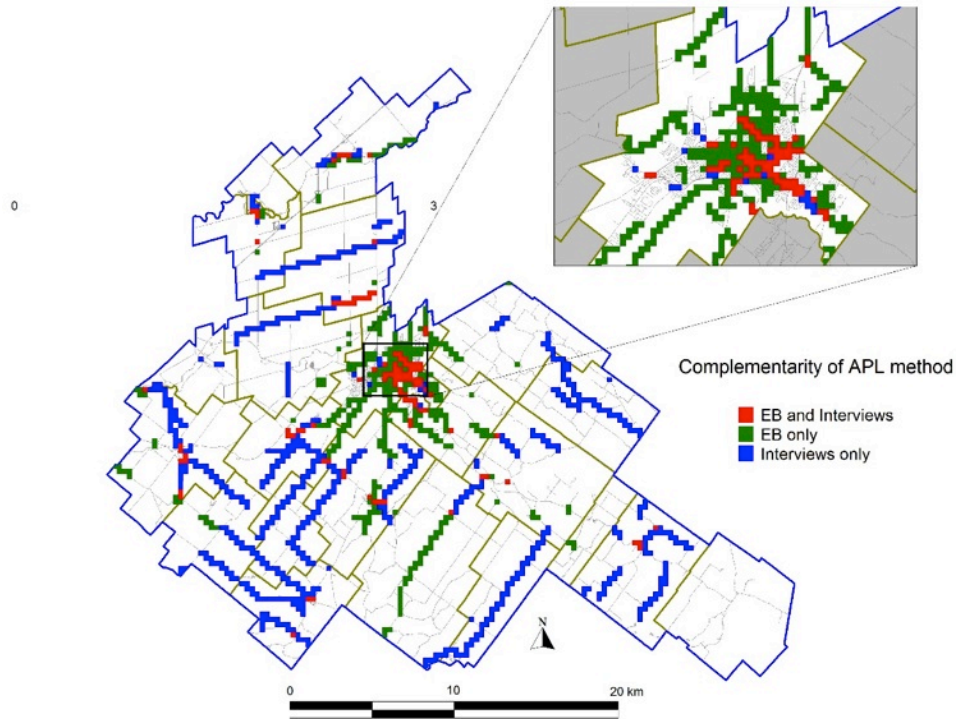 0
3
Complementarity of APL method
EB and Interviews
EB only
Interviews only
N
0 10 20 km